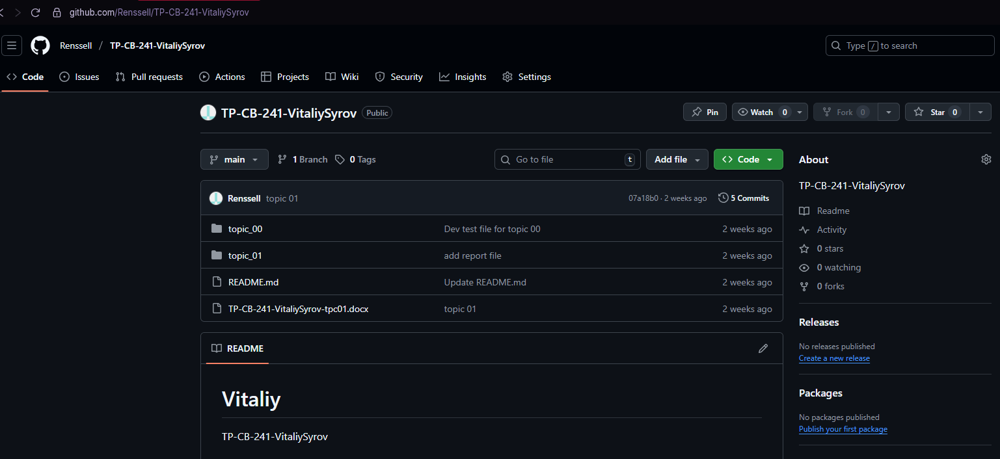 github.com/Renssell/TP-CB-241-VitaliySyrov
Renssell / TP-CB-241-VitaliySyrov
Type / to search
Code Issues Pull requests Actions Projects Wiki Security Insights Settings
TP-CB-241-VitaliySyrov Public
Pin Watch 0 Fork 0 Star 0
main 1 Branch 0 Tags Go to file t Add file Code
Renssell topic 01 07a18b0 · 2 weeks ago 5 Commits
topic_00 Dev test file for topic 00 2 weeks ago
topic_01 add report file 2 weeks ago
README.md Update README.md 2 weeks ago
TP-CB-241-VitaliySyrov-tpc01.docx topic 01 2 weeks ago
README
Vitaliy
TP-CB-241-VitaliySyrov
About
TP-CB-241-VitaliySyrov
Readme
Activity
0 stars
0 watching
0 forks
Releases
No releases published
Create a new release
Packages
No packages published
Publish your first package